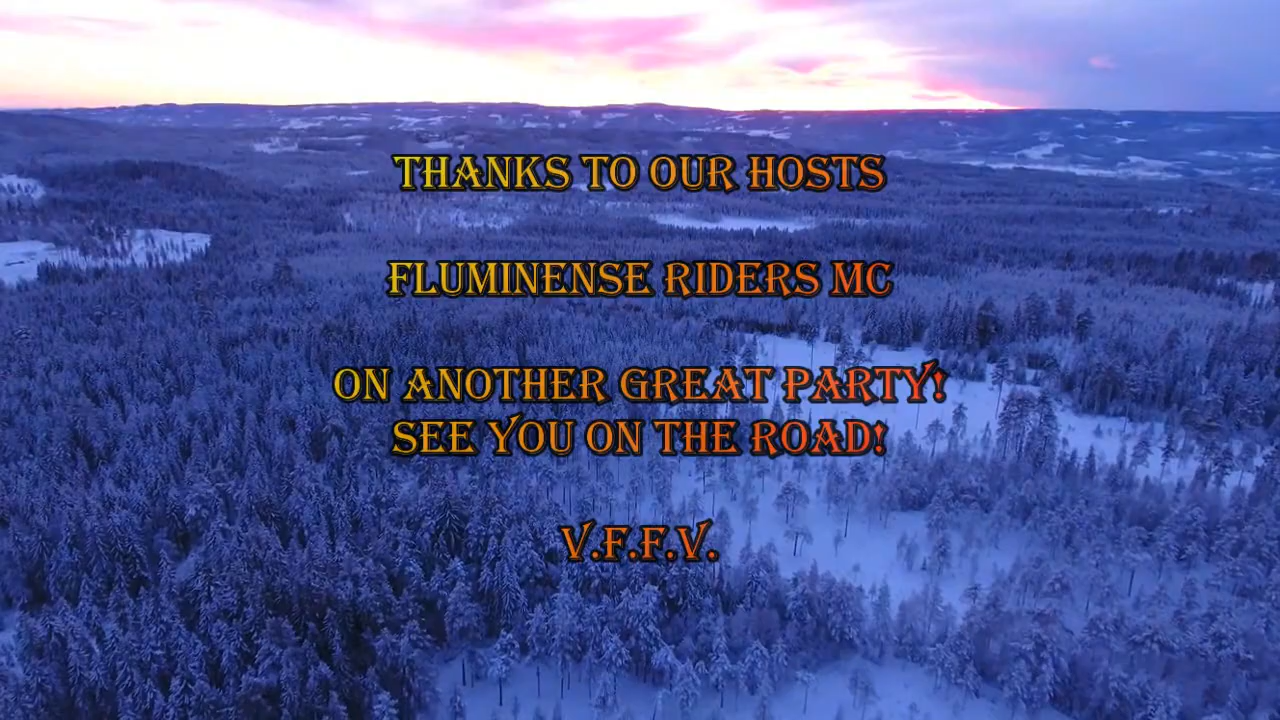 THANKS TO OUR HOSTS
FLUMINENSE RIDERS MC
ON ANOTHER GREAT PARTY!
SEE YOU ON THE ROAD!
V.F.F.V.